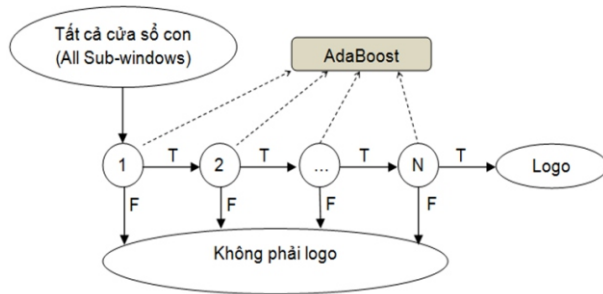 Tất cả cửa sổ con
(All Sub-windows)
AdaBoost
1
T
2
T
...
T
N
T
Logo
F
F
F
F
Không phải logo